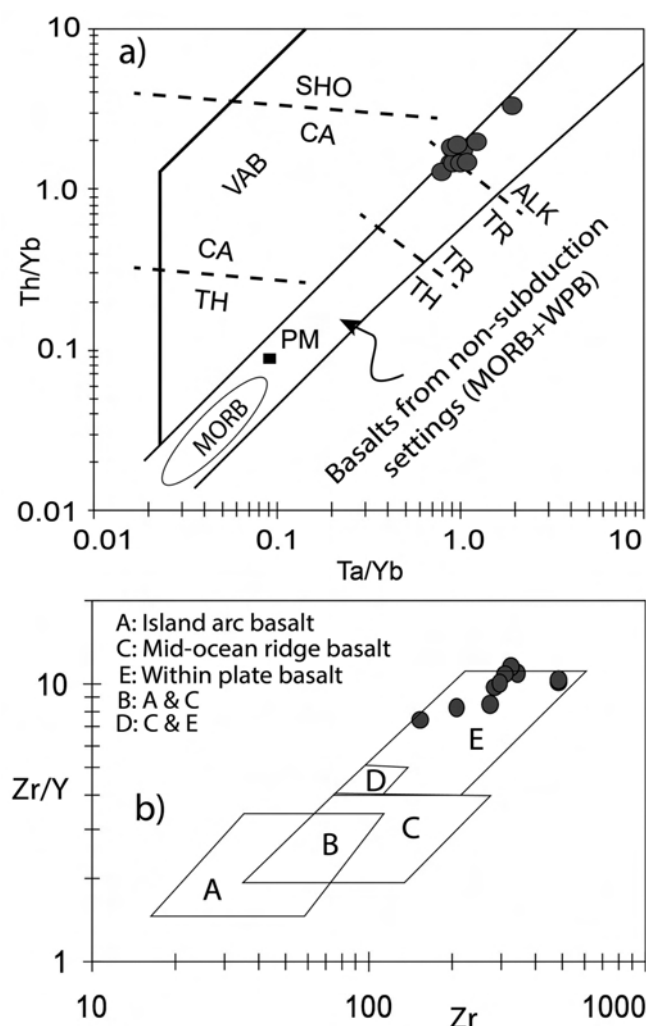 a)
10
1.0
0.1
0.01
Th/Yb
SHO
CA
VAB
CA
TH
ALK
TR
TR
TH
PM
MORB
Basalts from non-subduction
settings (MORB+WPB)
0.01
0.1
1.0
10
Ta/Yb
A: Island arc basalt
C: Mid-ocean ridge basalt
E: Within plate basalt
B: A & C
D: C & E
10
Zr/Y
b)
E
D
C
B
A
1
10
100
1000
Zr